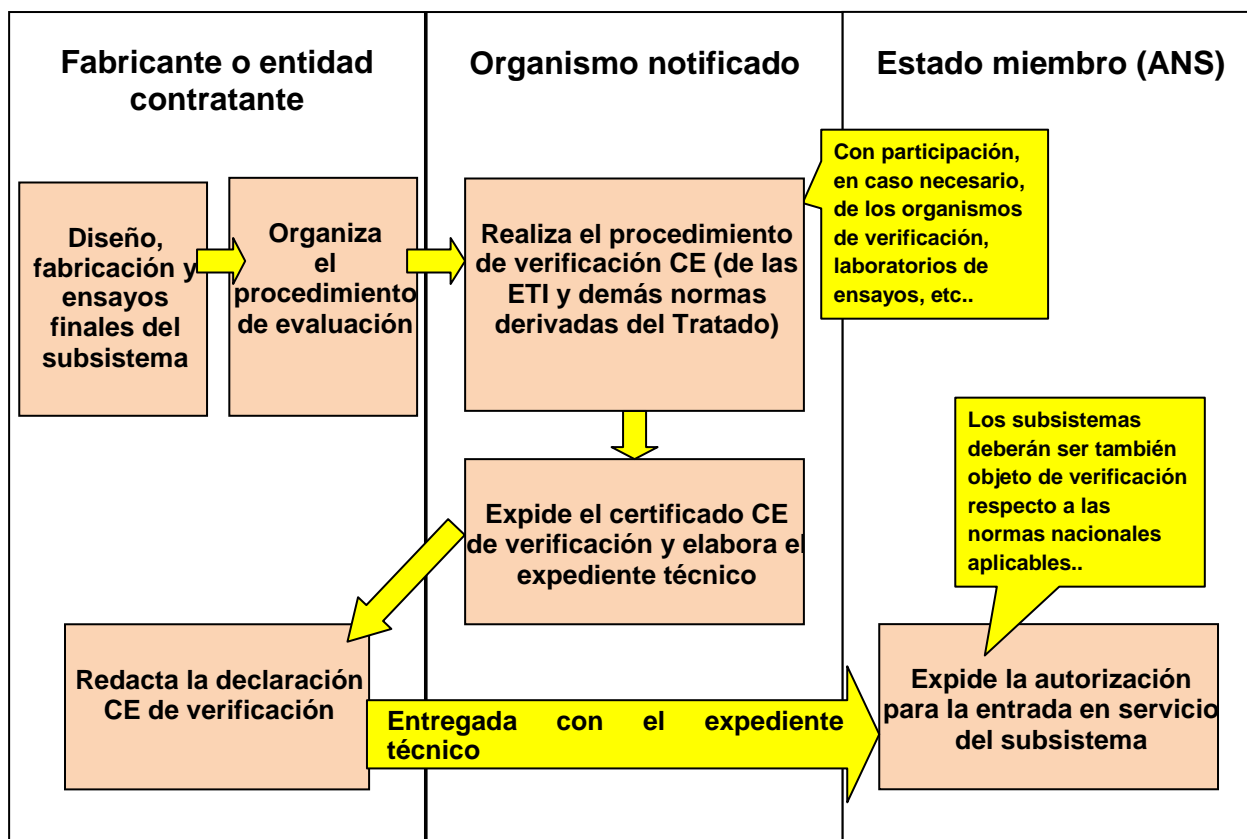 Fabricante o entidad
contratante
Organismo notificado
Estado miembro (ANS)
Diseño,
fabricación y
ensayos
finales del
subsistema
Organiza
el
procedimiento
de evaluación
Realiza el procedimiento
de verificación CE (de las
ETI y demás normas
derivadas del Tratado)
Con participación,
en caso necesario,
de los organismos
de verificación,
laboratorios de
ensayos, etc..
Expide el certificado CE
de verificación y elabora el
expediente técnico
Los subsistemas
deberán ser también
objeto de verificación
respecto a las
normas nacionales
aplicables..
Redacta la declaración
CE de verificación
Entregada con el expediente
técnico
Expide la autorización
para la entrada en servicio
del subsistema